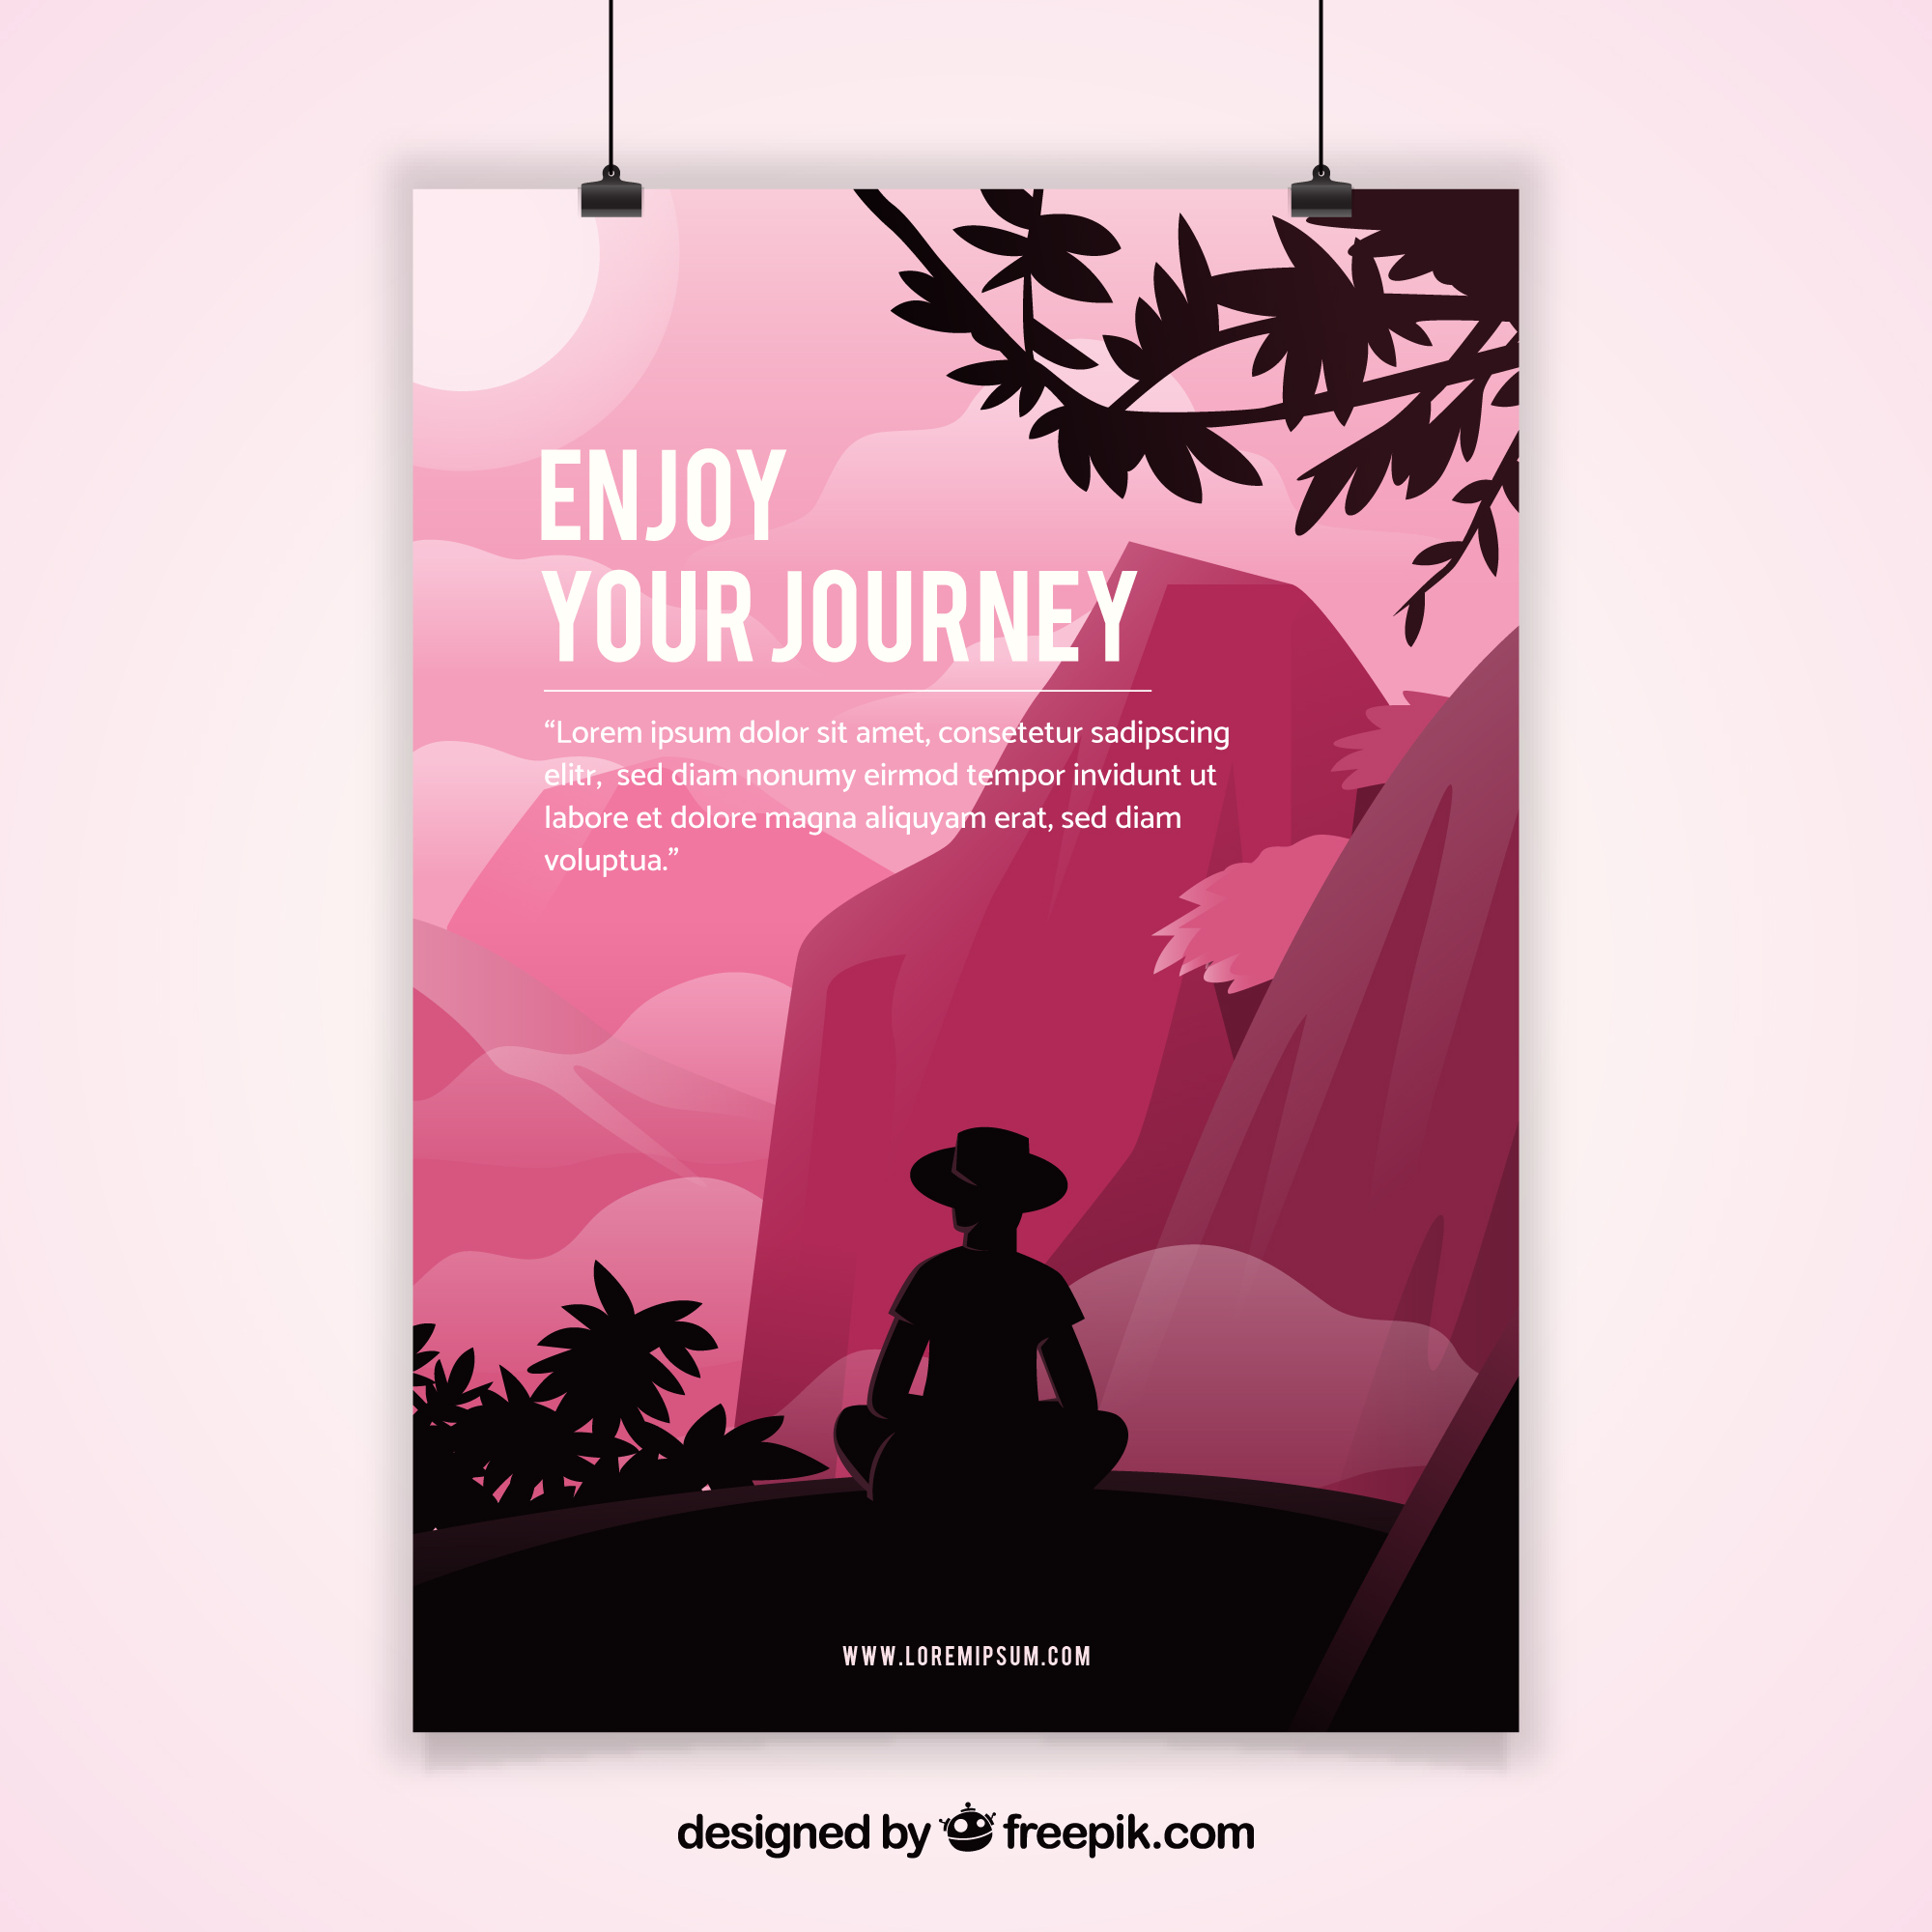 ENJOY
YOUR JOURNEY
“Lorem ipsum dolor sit amet, consetetur sadipscing
elitr,  sed diam nonumy eirmod tempor invidunt ut
labore et dolore magna aliquyam erat, sed diam
voluptua.”
WWW.LOREMIPSUM.COM
designed by freepik.com